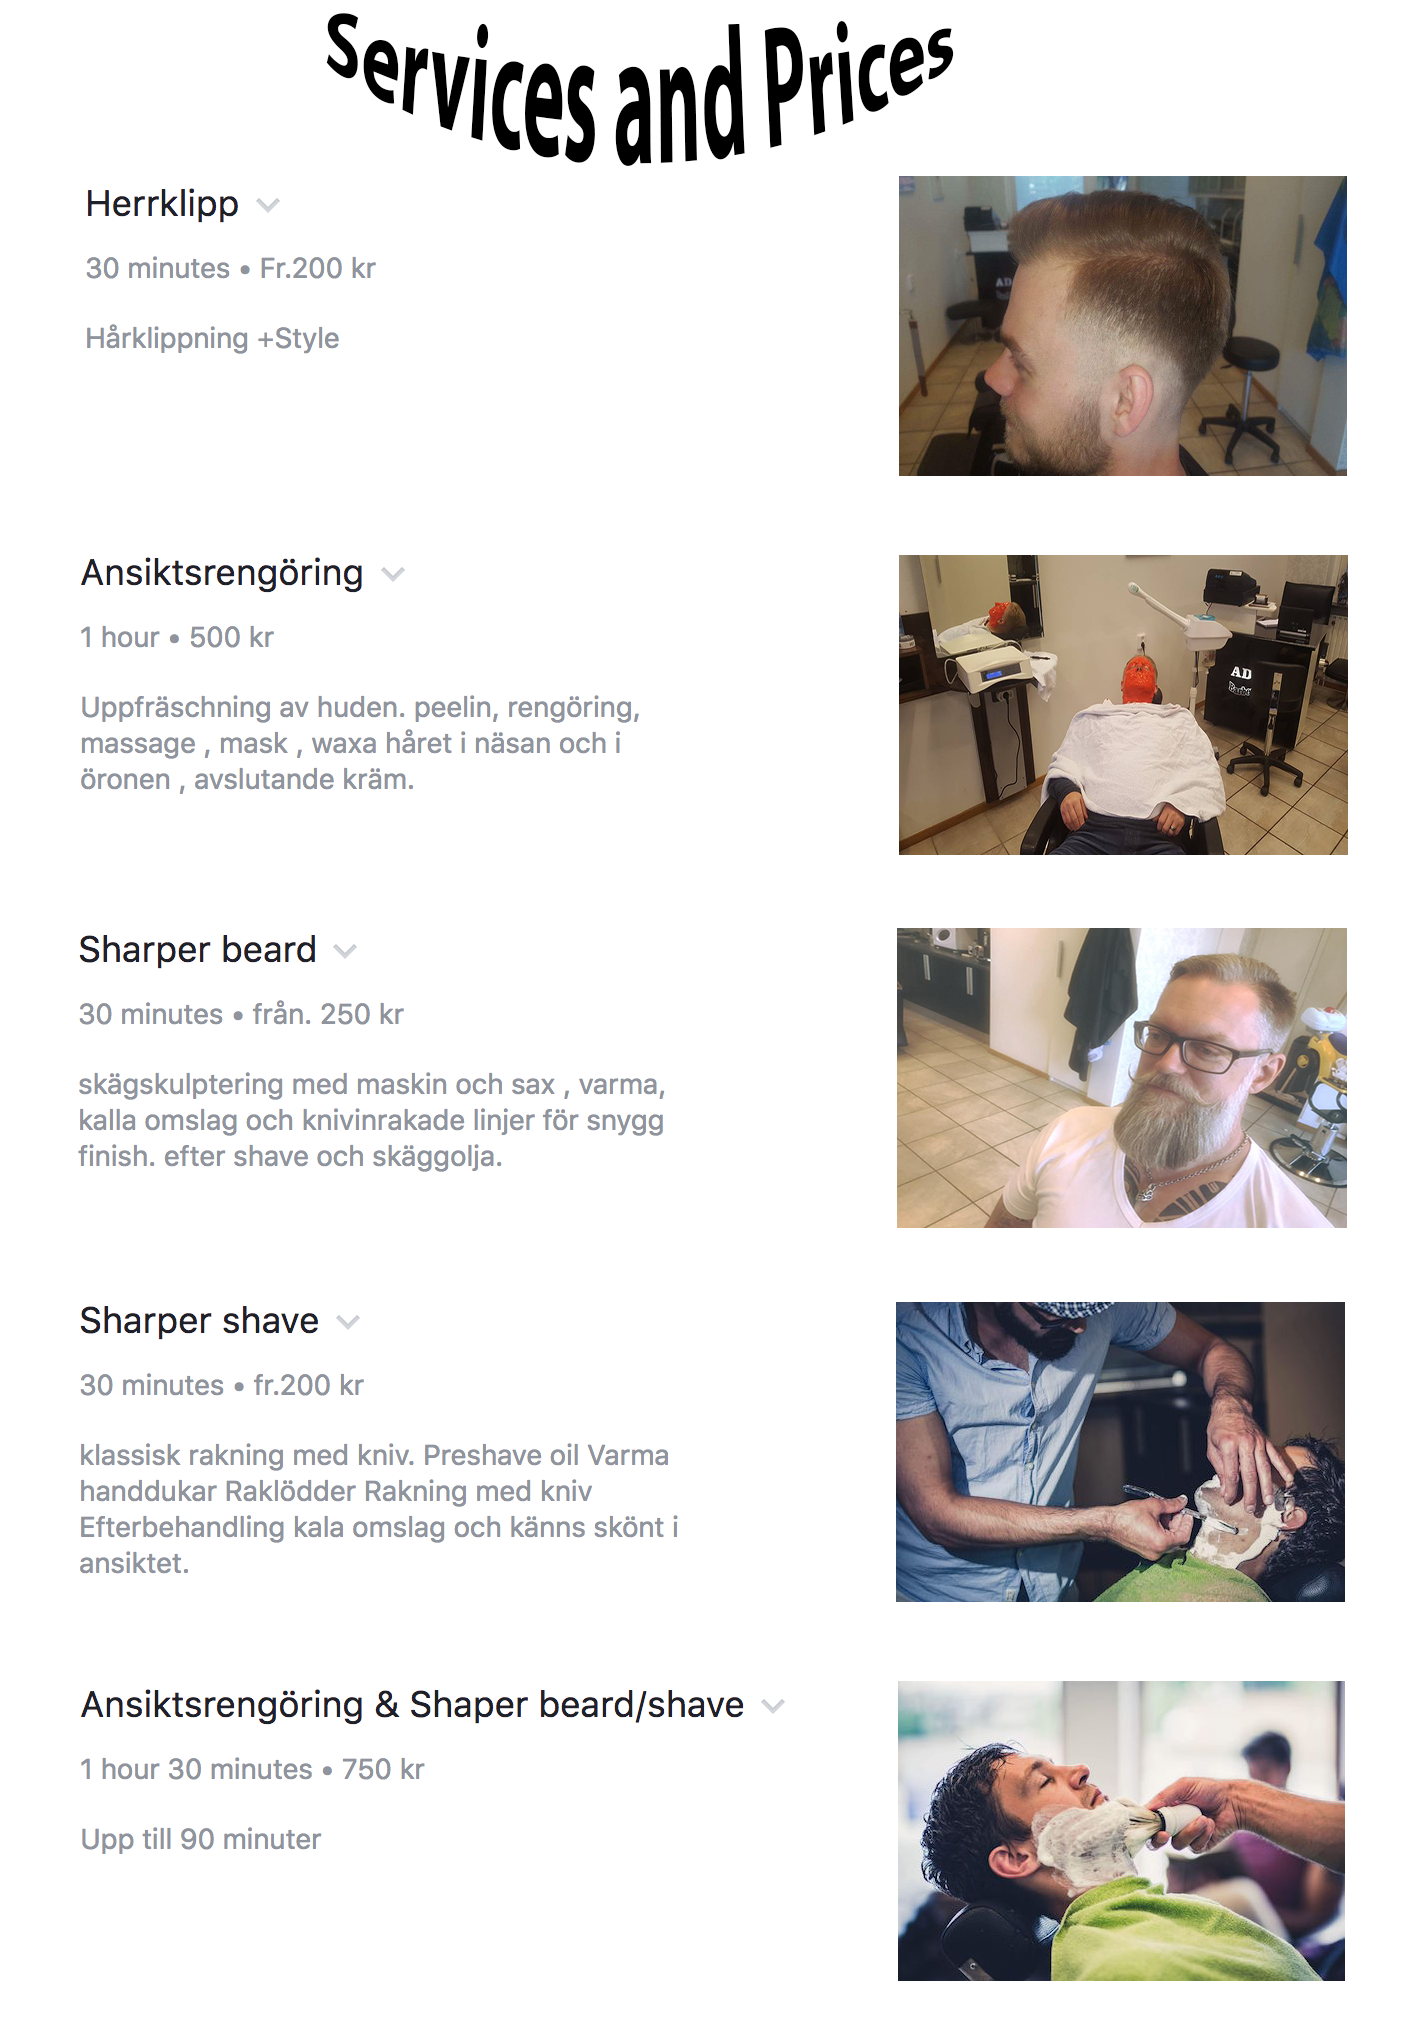 Services and Prices
Herrklipp
30 minutes • Fr.200 kr
Hårklippning +Style
Ansiktsrengöring
1 hour • 500 kr
Uppfräschning av huden. peelin, rengöring,
massage , mask , waxa håret i näsan och i
öronen , avslutande kräm.
AD
Sharper beard
30 minutes • från. 250 kr
skägskulptering med maskin och sax , varma,
kalla omslag och knivinrakade linjer för snygg
finish. efter shave och skäggolja.
Sharper shave
30 minutes • fr.200 kr
klassisk rakning med kniv. Preshave oil Varma
handdukar Raklödder Rakning med kniv
Efterbehandling kala omslag och känns skönt i
ansiktet.
Ansiktsrengöring & Shaper beard/shave
1 hour 30 minutes • 750 kr
Upp till 90 minuter